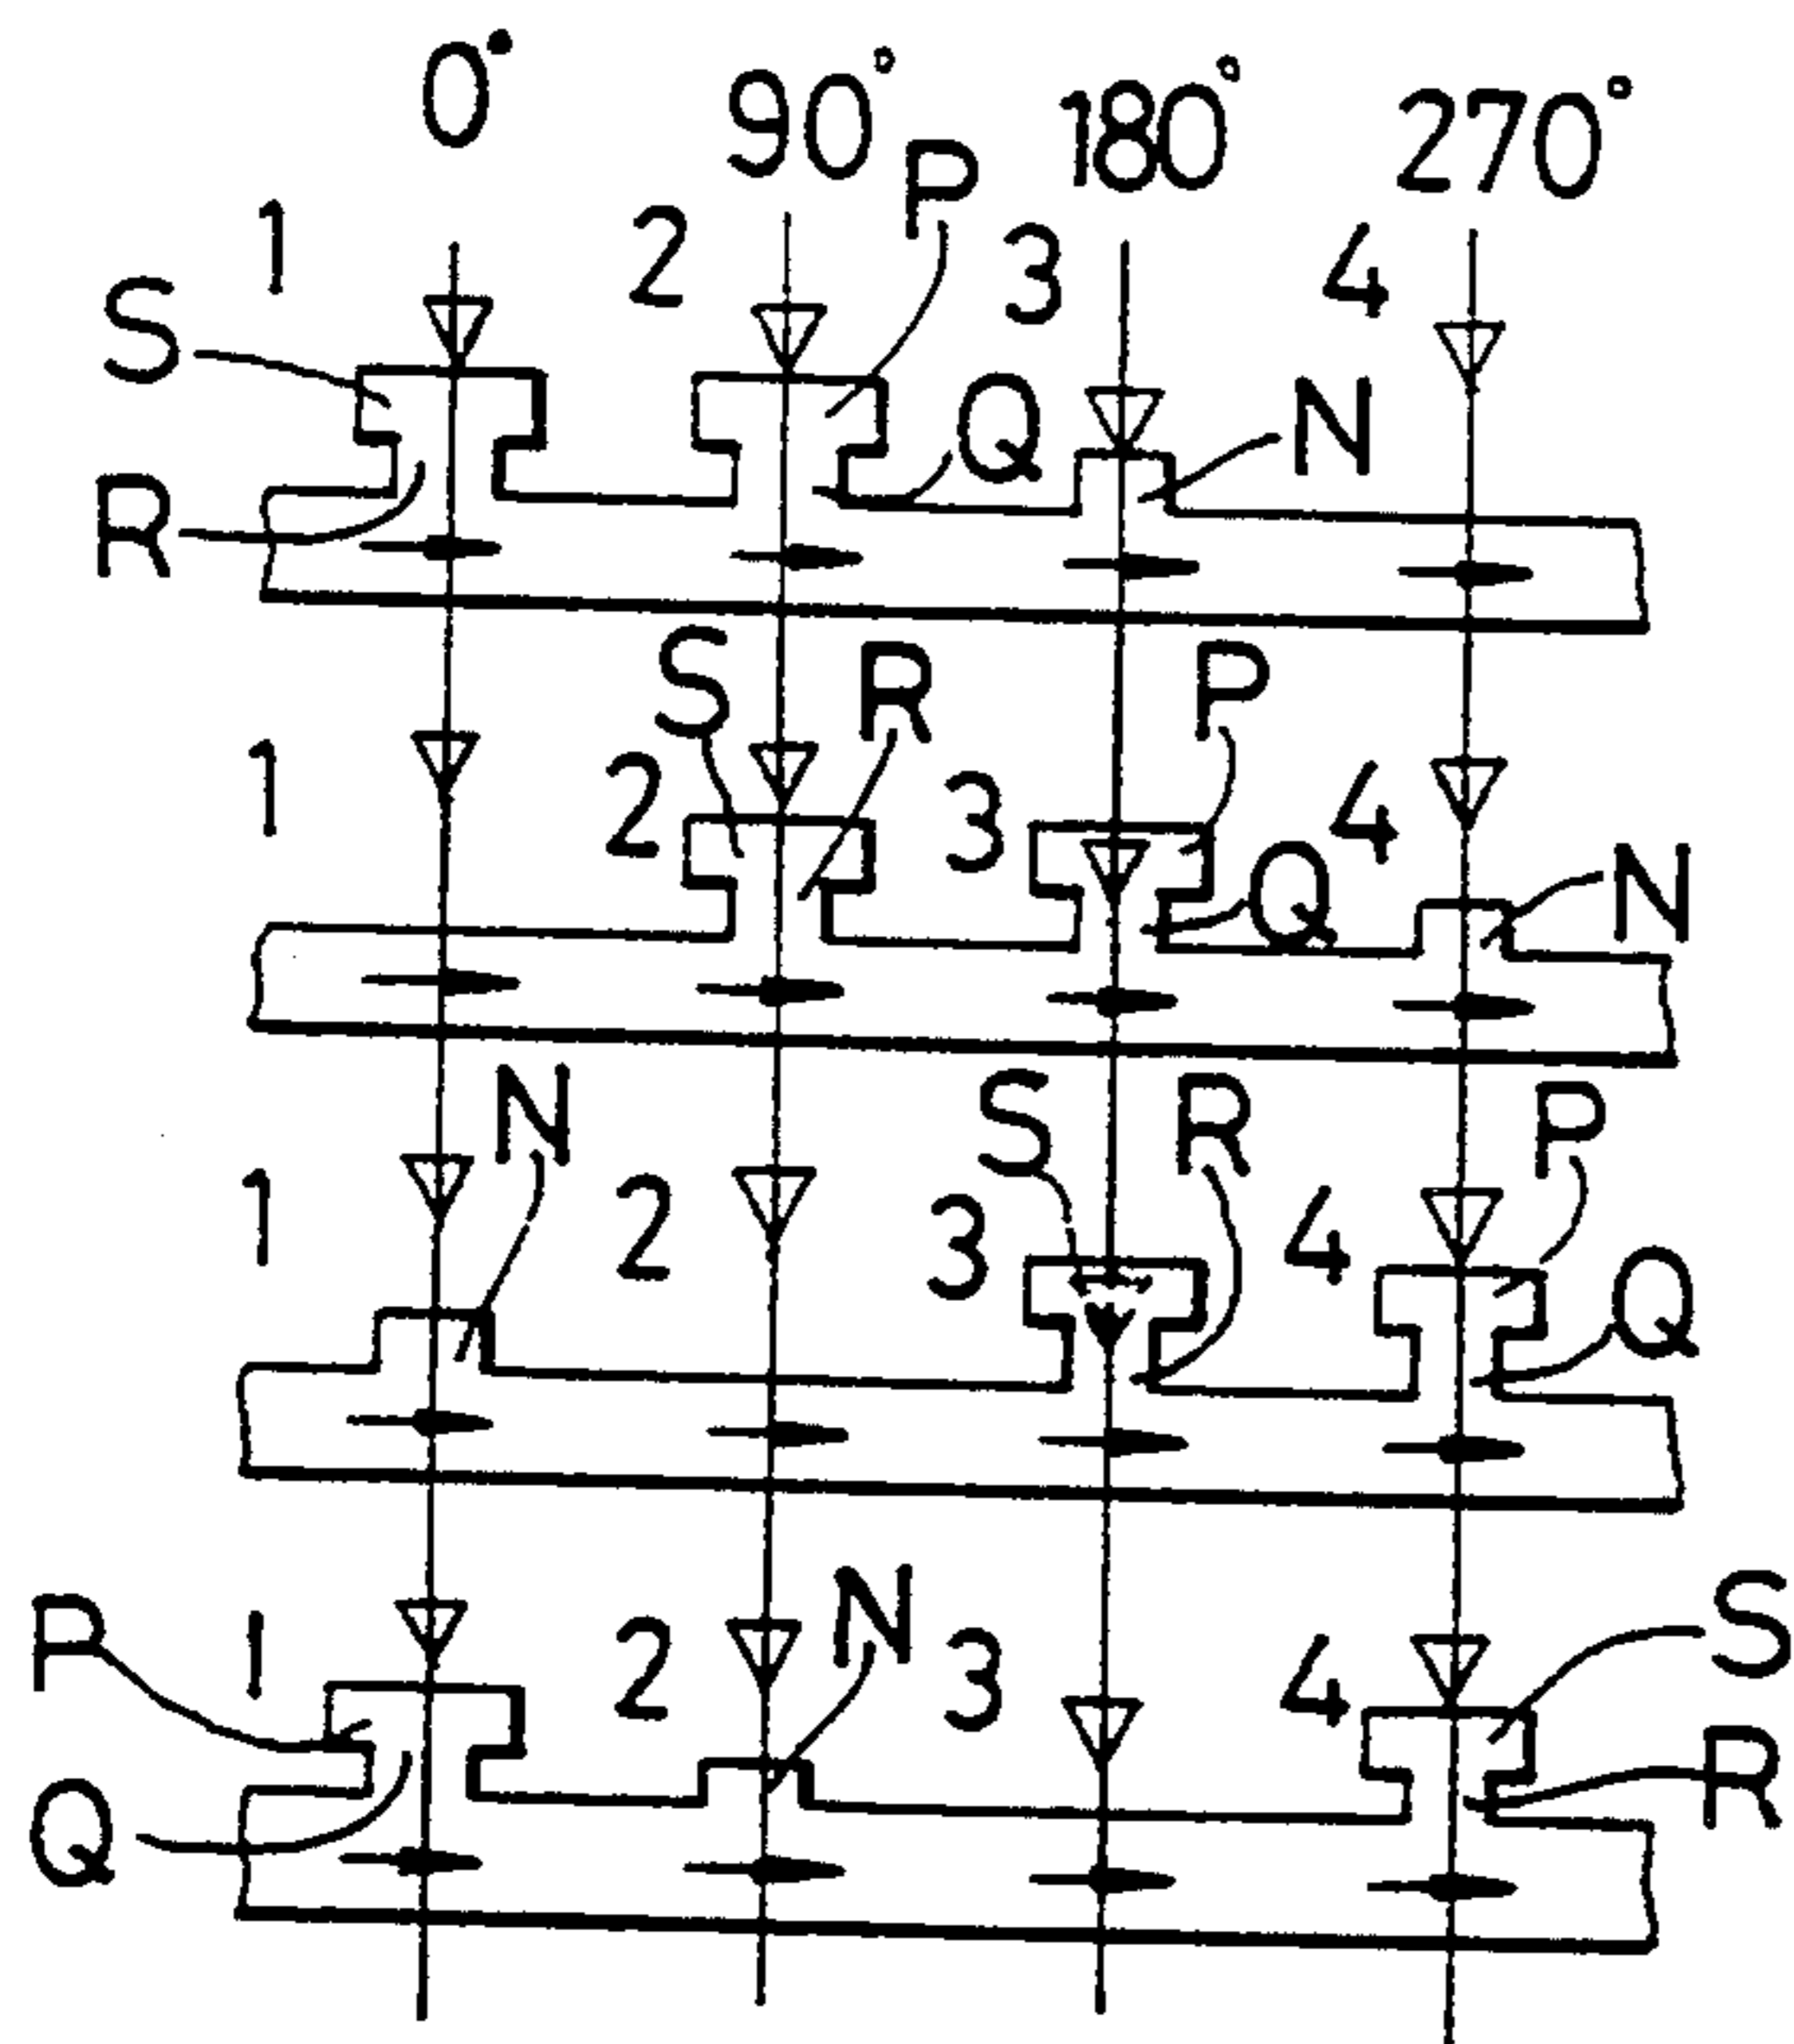 0° 90° 180° 270°
1 2 P 3 4
S Q N
R
S R P
1 2 3 4
Q N
N S R P
1 2 3 4
Q
P 1 2 N 3 4 S
Q R